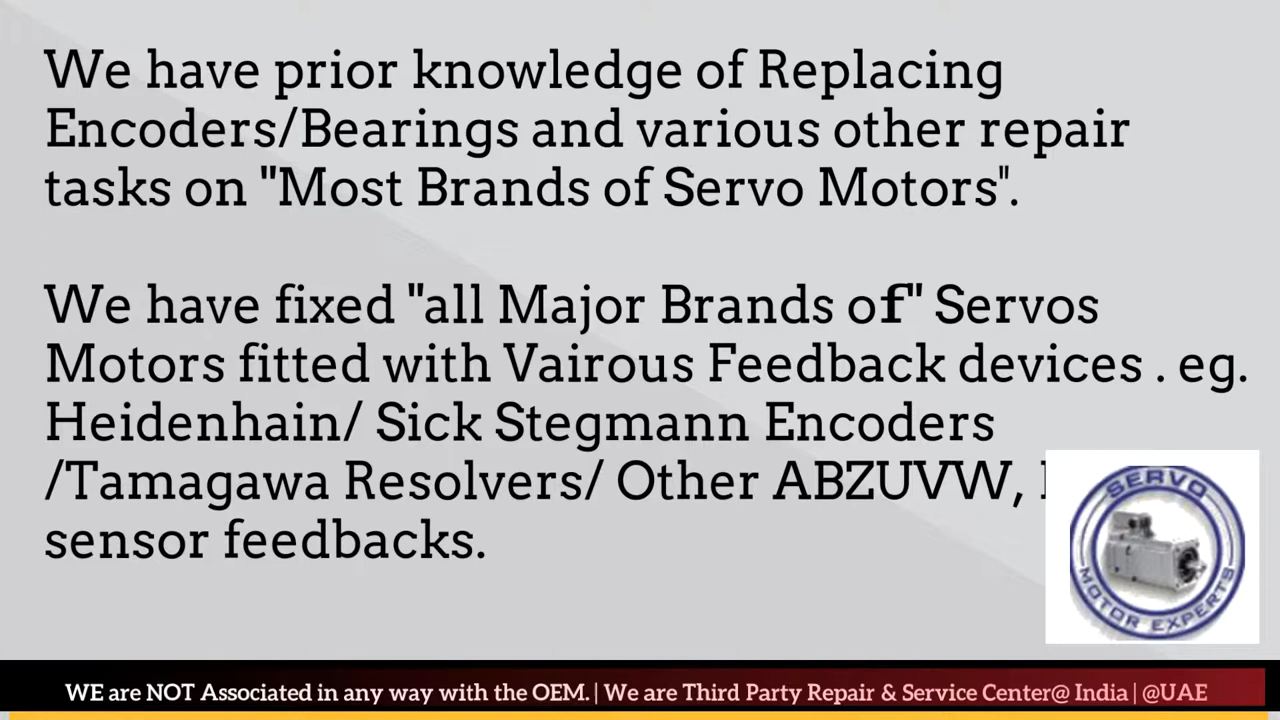 We have prior knowledge of Replacing
Encoders/Bearings and various other repair
tasks on "Most Brands of Servo Motors".
We have fixed "all Major Brands of" Servos
Motors fitted with Vairous Feedback devices . eg.
Heidenhain/ Sick Stegmann Encoders
/Tamagawa Resolvers/ Other ABZUVW,
sensor feedbacks.
SERVO
MOTOR EXPERTS
WE are NOT Associated in any way with the OEM. | We are Third Party Repair & Service Center@ India | @UAE